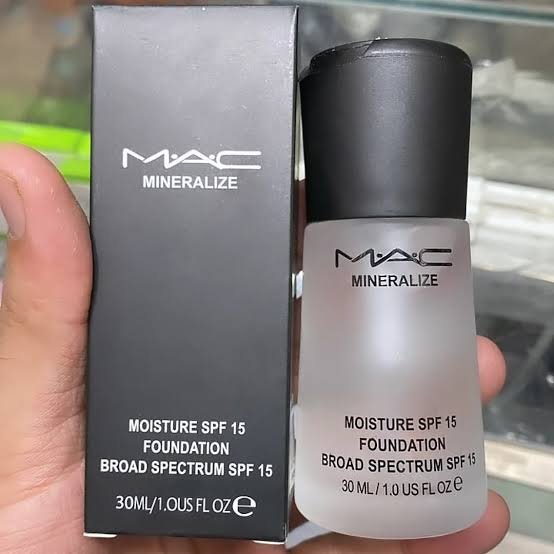 M·A·C
MINERALIZE
MOISTURE SPF 15
FOUNDATION
BROAD SPECTRUM SPF 15
30ML/1.OUS FL OZ e
M·A·C
MINERALIZE
MOISTURE SPF 15
FOUNDATION
BROAD SPECTRUM SPF 15
30 ML/1.0 US FL OZ e